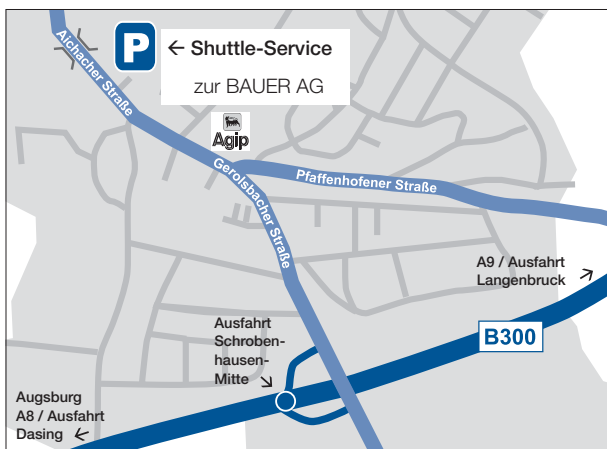 Aichacher Straße
P
← Shuttle-Service
zur BAUER AG
Agip
Gerolsbacher Straße
Pfaffenhofener Straße
A9 / Ausfahrt
Langenbruck
Ausfahrt
Schroben-
hausen-
Mitte
B300
Augsburg
A8 / Ausfahrt
Dasing